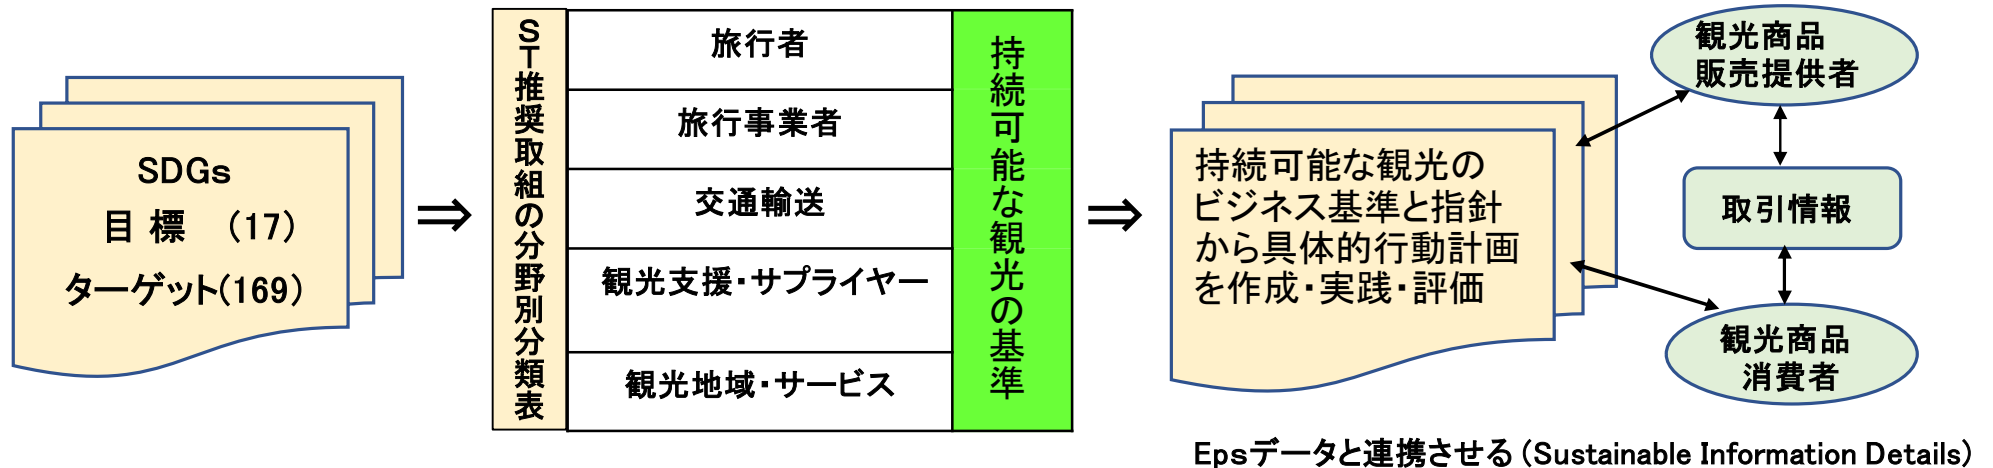 SDGs
目 標 (17)
ターゲット(169)
⇒
ST推奨取組の分野別分類表
旅行者
旅行事業者
交通輸送
観光支援・サプライヤー
観光地域・サービス
持続可能な観光の基準
⇒
持続可能な観光の
ビジネス基準と指針
から具体的行動計画
を作成・実践・評価
観光商品
販売提供者
取引情報
観光商品
消費者
Epsデータと連携させる(Sustainable Information Details)